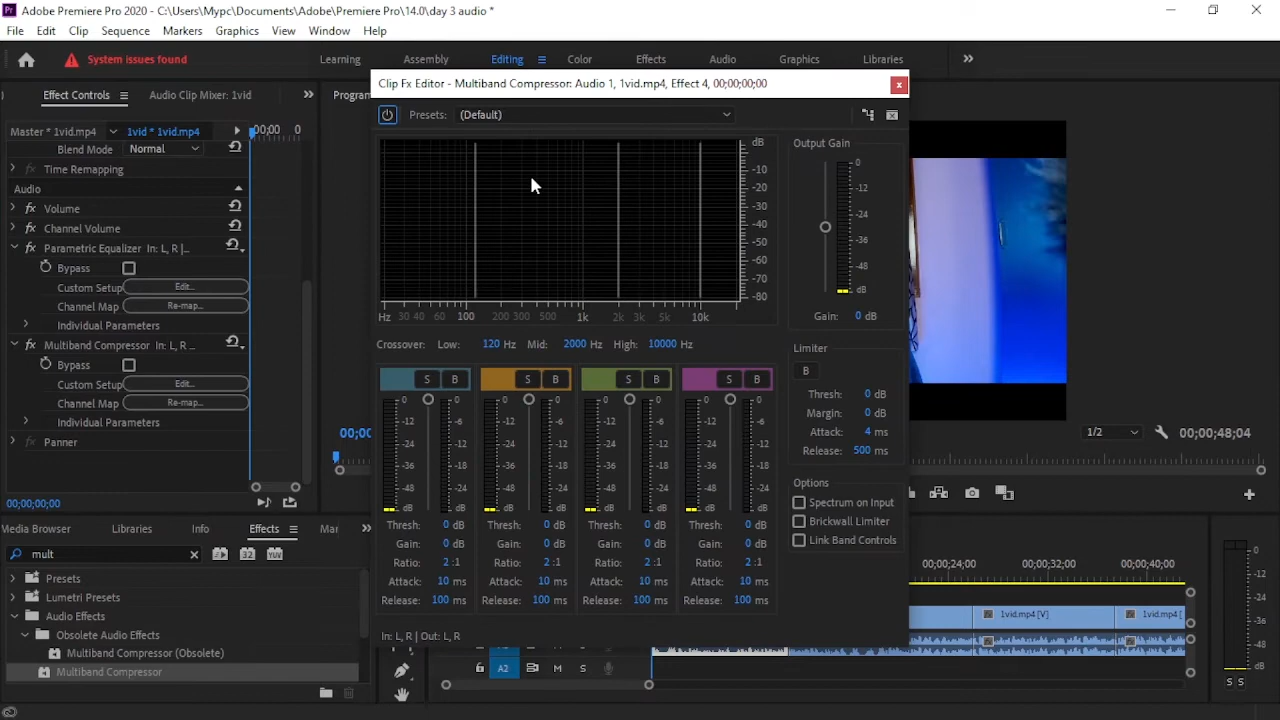 Adobe Premiere Pro 2020 - C:\Users\Mypc\Documents\Adobe\Premiere Pro\14.0\day 3 audio *
File Edit Clip Sequence Markers Graphics View Window Help
System issues found Learning Assembly Editing Color Effects Audio Graphics Libraries
Clip Fx Editor - Multiband Compressor: Audio 1, 1vid.mp4, Effect 4, 00;00;00;00 x
Effect Controls Audio Clip Mixer: 1vid Program
Presets: (Default)
Master * 1vid.mp4 1vid * 1vid.mp4 ;00;00 0
Blend Mode Normal
Time Remapping
Audio
fx Volume
fx Channel Volume
fx Parametric Equalizer In: L, R |...
Bypass
Custom Setup Edit...
Channel Map Re-map...
Individual Parameters
fx Multiband Compressor In: L, R ...
Bypass
Custom Setup Edit...
Channel Map Re-map...
Individual Parameters
fx Panner
00;00;00;00
dB
-10
-20
-30
-40
-50
-60
-70
-80
Hz 30 40 60 100 200 300 500 1k 2k 3k 5k 10k
Output Gain
0
-12
-24
-36
-48
dB
Gain: 0 dB
Crossover: Low: 120 Hz Mid: 2000 Hz High: 10000 Hz
S B S B S B S B
0 0 0 0 0 0 0 0
-12 -6 -12 -6 -12 -6 -12 -6
-24 -12 -24 -12 -24 -12 -24 -12
-36 -18 -36 -18 -36 -18 -36 -18
-48 -24 -48 -24 -48 -24 -48 -24
dB dB dB dB dB dB dB dB
Thresh: 0 dB Thresh: 0 dB Thresh: 0 dB Thresh: 0 dB
Gain: 0 dB Gain: 0 dB Gain: 0 dB Gain: 0 dB
Ratio: 2 :1 Ratio: 2 :1 Ratio: 2 :1 Ratio: 2 :1
Attack: 10 ms Attack: 10 ms Attack: 10 ms Attack: 10 ms
Release: 100 ms Release: 100 ms Release: 100 ms Release: 100 ms
In: L, R | Out: L, R
Limiter
B
Thresh: 0 dB
Margin: 0 dB
Attack: 4 ms
Release: 500 ms
Options
Spectrum on Input
Brickwall Limiter
Link Band Controls
00;00
1/2 00;00;48;04
Media Browser Libraries Info Effects Mar
mult
Presets
Lumetri Presets
Audio Effects
Obsolete Audio Effects
Multiband Compressor (Obsolete)
Multiband Compressor
00;00;24;00 00;00;32;00 00;00;40;00
1vid.mp4 [V] 1vid.mp4 [
A2 M S
0
-12
-24
-36
-48
dB
S S